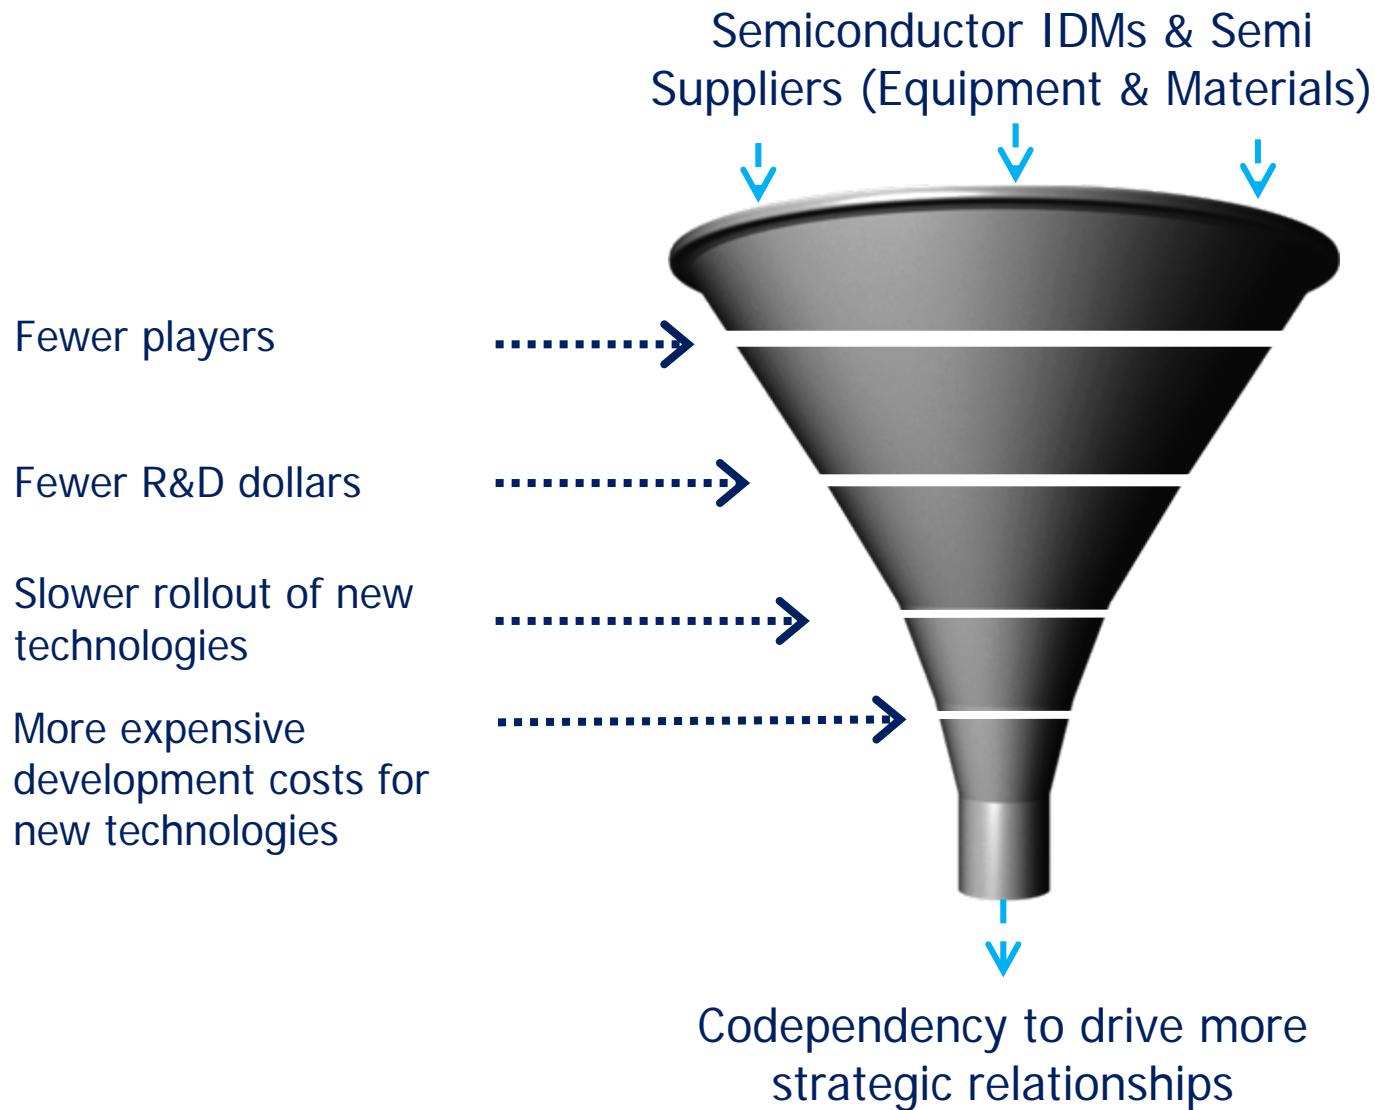 Semiconductor IDMs & Semi
Suppliers (Equipment & Materials)
Fewer players
Fewer R&D dollars
Slower rollout of new
technologies
More expensive
development costs for
new technologies
Codependency to drive more
strategic relationships